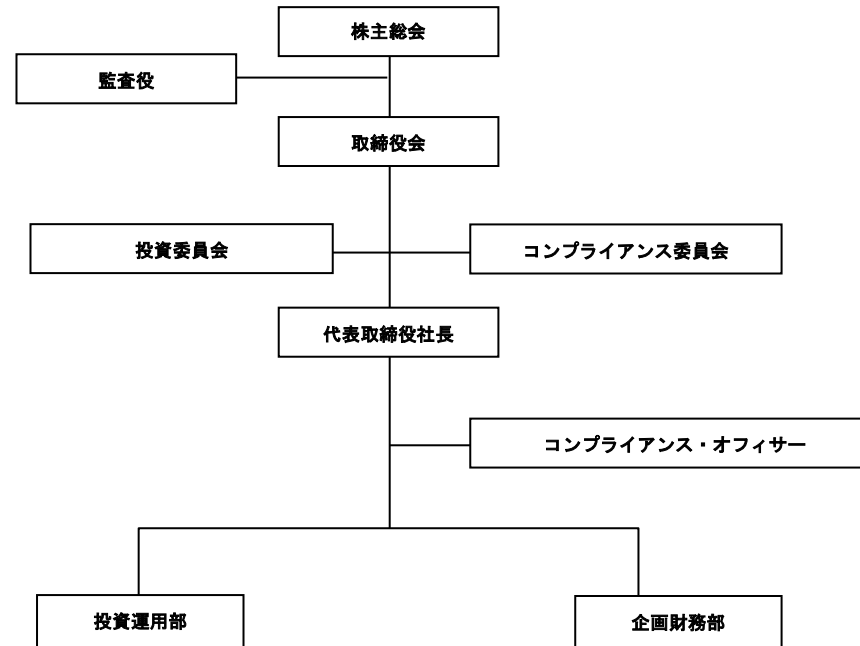 株主総会
監査役
取締役会
投資委員会
コンプライアンス委員会
代表取締役社長
コンプライアンス・オフィサー
投資運用部
企画財務部